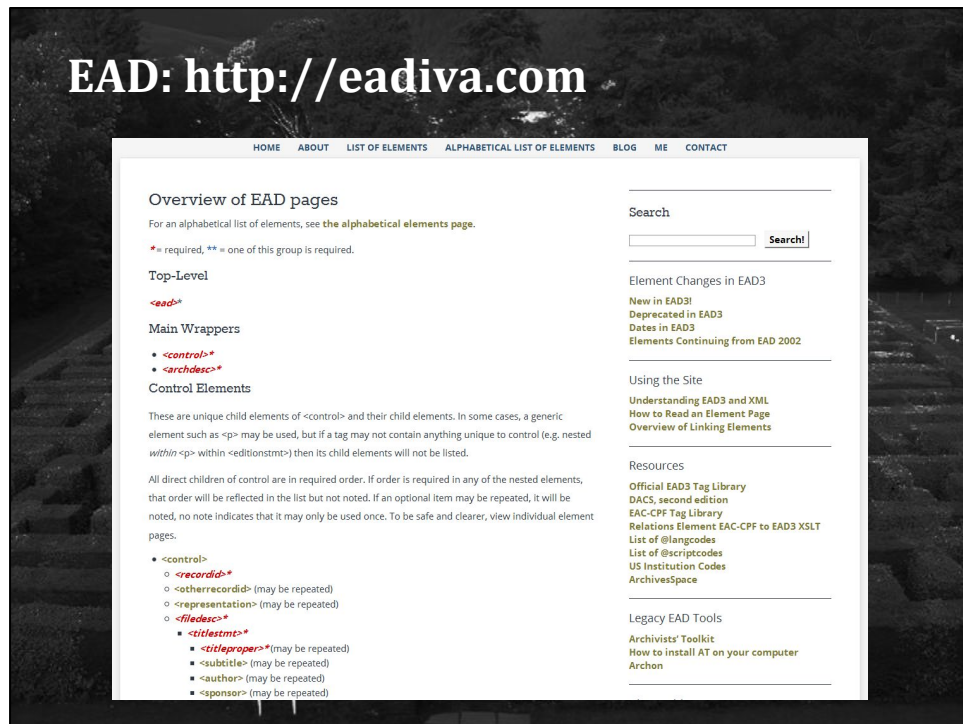 EAD: http://eadiva.com
HOME ABOUT LIST OF ELEMENTS ALPHABETICAL LIST OF ELEMENTS BLOG ME CONTACT
Overview of EAD pages
For an alphabetical list of elements, see the alphabetical elements page.
*= required, ** = one of this group is required.
Top-Level
<ead>*
Main Wrappers
• <control>*
• <archdesc>*
Control Elements
These are unique child elements of <control> and their child elements. In some cases, a generic
element such as <p> may be used, but if a tag may not contain anything unique to control (e.g. nested
within <p> within <editionstmt>) then its child elements will not be listed.
All direct children of control are in required order. If order is required in any of the nested elements,
that order will be reflected in the list but not noted. If an optional item may be repeated, it will be
noted, no note indicates that it may only be used once. To be safe and clearer, view individual element
pages.
• <control>
○ <recordid>*
○ <otherrecordid> (may be repeated)
○ <representation> (may be repeated)
○ <filedesc>*
▪ <titlestmt>*
▪ <titleproper>*(may be repeated)
▪ <subtitle> (may be repeated)
▪ <author> (may be repeated)
▪ <sponsor> (may be repeated)
Search
Search!
Element Changes in EAD3
New in EAD3!
Deprecated in EAD3
Dates in EAD3
Elements Continuing from EAD 2002
Using the Site
Understanding EAD3 and XML
How to Read an Element Page
Overview of Linking Elements
Resources
Official EAD3 Tag Library
DACS, second edition
EAC-CPF Tag Library
Relations Element EAC-CPF to EAD3 XSLT
List of @langcodes
List of @scriptcodes
US Institution Codes
ArchivesSpace
Legacy EAD Tools
Archivists' Toolkit
How to install AT on your computer
Archon